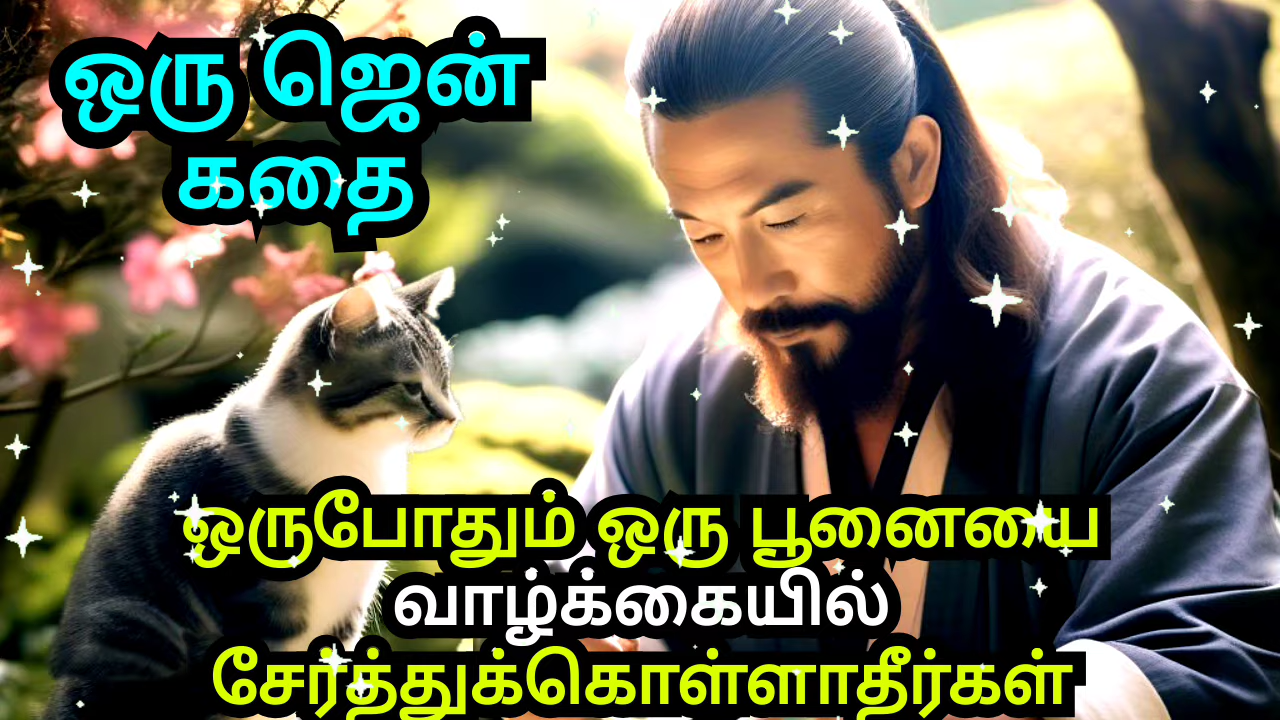 ஒரு ஜென்
கதை
ஒருபோதும் ஒரு பூனையை
வாழ்க்கையில்
சேர்த்துக்கொள்ளாதீர்கள்